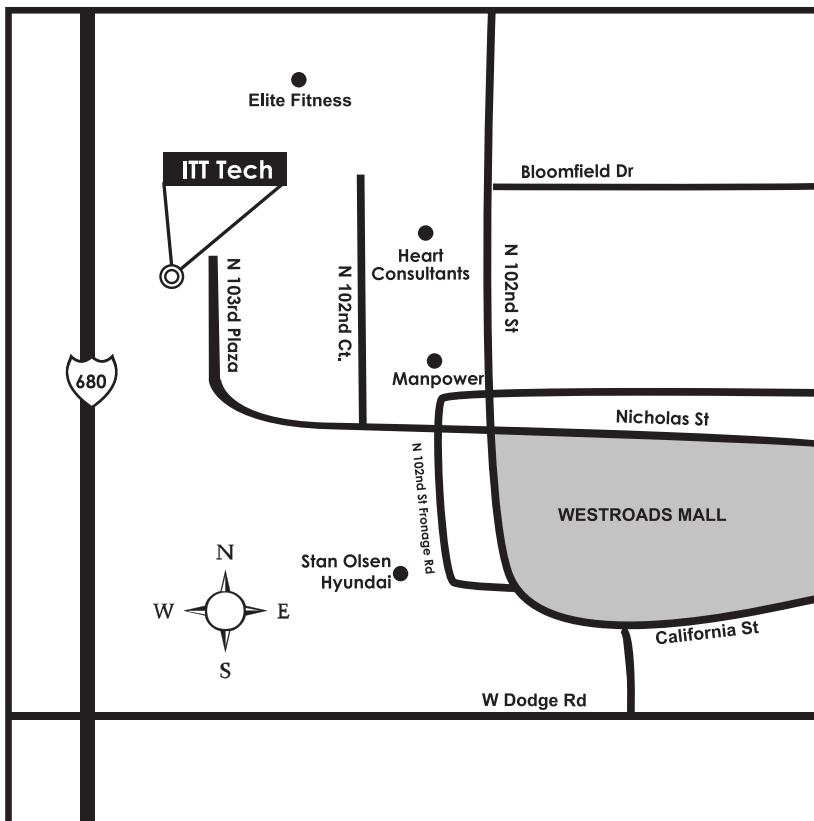 Elite Fitness
ITT Tech
Bloomfield Dr
Heart
Consultants
N 103rd Plaza
N 102nd Ct.
N 102nd St
680
Manpower
Nicholas St
N 102nd St Fronage Rd
WESTROADS MALL
Stan Olsen
Hyundai
N
W
E
S
California St
W Dodge Rd